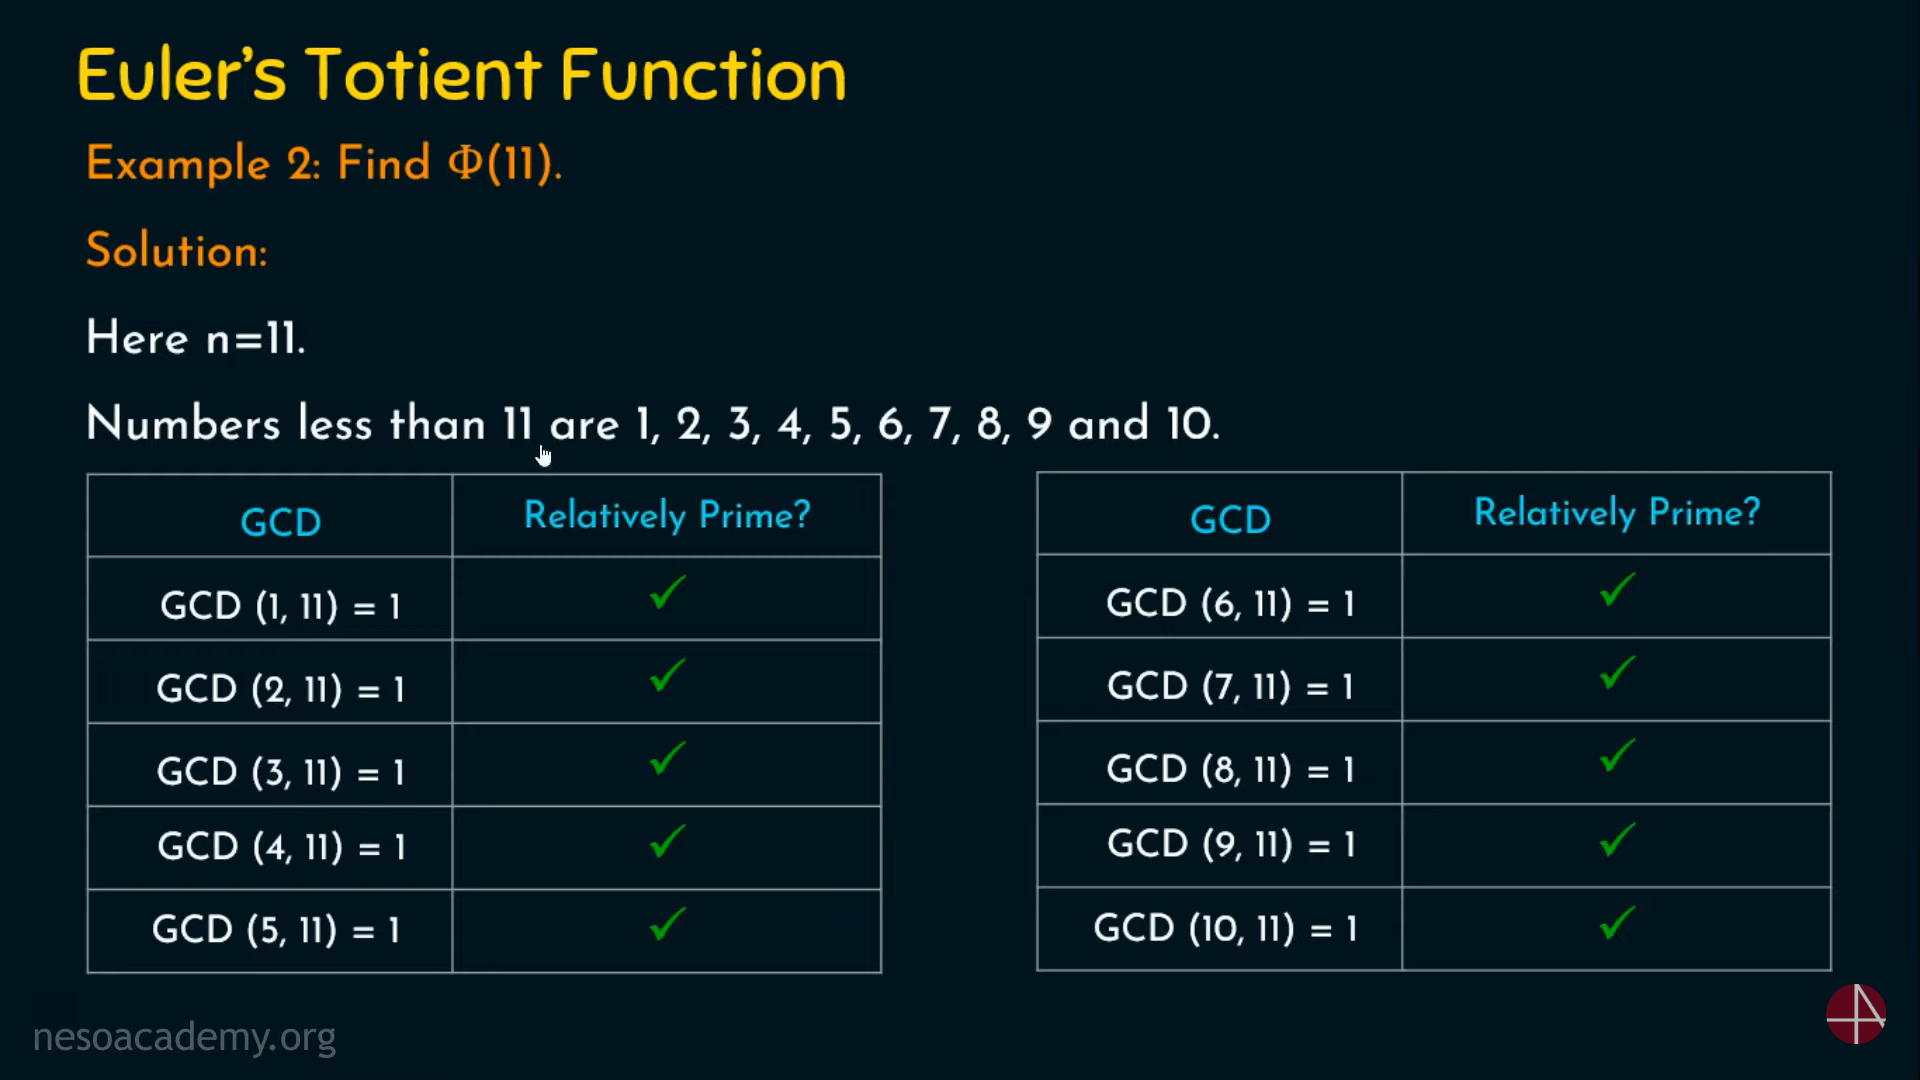 Euler's Totient Function
Example 2: Find Φ(11).
Solution:
Here n=11.
Numbers less than 11 are 1, 2, 3, 4, 5, 6, 7, 8, 9 and 10.
GCD Relatively Prime?
GCD (1, 11) = 1 ✓
GCD (2, 11) = 1 ✓
GCD (3, 11) = 1 ✓
GCD (4, 11) = 1 ✓
GCD (5, 11) = 1 ✓
GCD Relatively Prime?
GCD (6, 11) = 1 ✓
GCD (7, 11) = 1 ✓
GCD (8, 11) = 1 ✓
GCD (9, 11) = 1 ✓
GCD (10, 11) = 1 ✓
nesoacademy.org